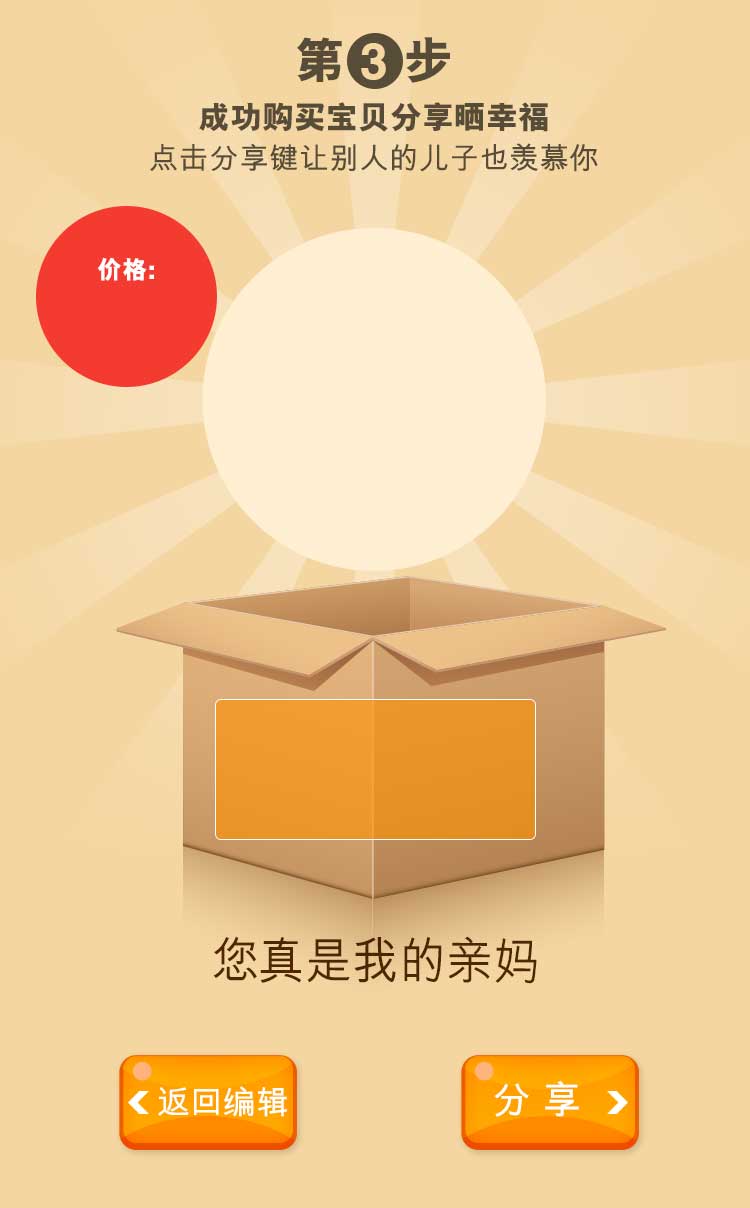 第3步
成功购买宝贝分享晒幸福
点击分享键让别人的儿子也羡慕你
价格:
您真是我的亲妈
返回编辑
分享